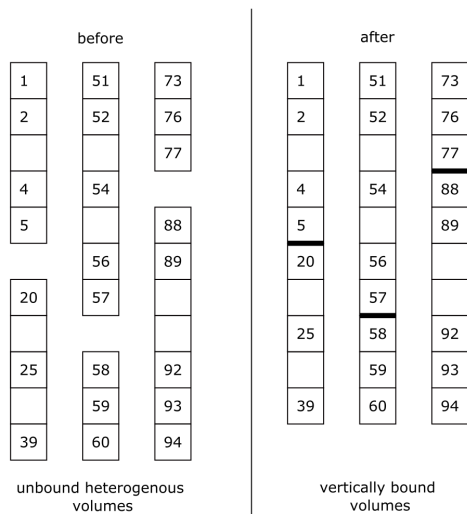 before
after
1 51 73
2 52 76
77
4 54
5 88
56 89
20 57
25 58 92
59 93
39 60 94
unbound heterogenous
volumes
1 51 73
2 52 76
77
4 54 88
5 89
20 56
57
25 58 92
59 93
39 60 94
vertically bound
volumes